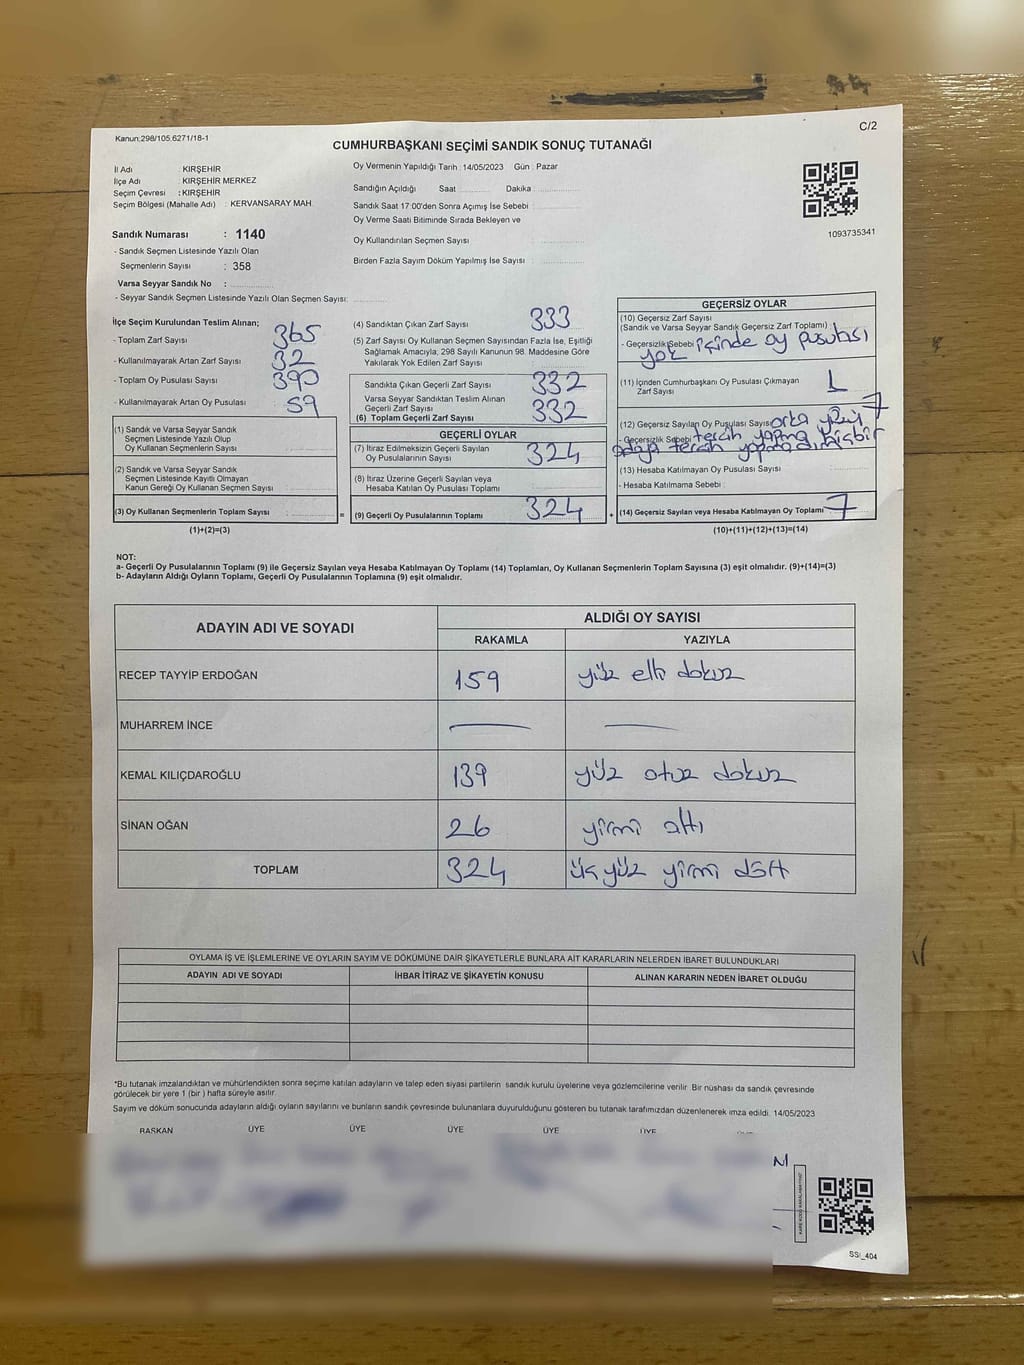 Kanun:298/105.6271/18-1
C/2
CUMHURBAŞKANI SEÇİMİ SANDIK SONUÇ TUTANAĞI
İl Adı KIRŞEHİR
İlçe Adı KIRŞEHİR MERKEZ
Seçim Çevresi : KIRŞEHİR
Seçim Bölgesi (Mahalle Adı) : KERVANSARAY MAH.
Sandık Numarası : 1140
- Sandık Seçmen Listesinde Yazılı Olan
Seçmenlerin Sayısı : 358
Varsa Seyyar Sandık No :
- Seyyar Sandık Seçmen Listesinde Yazılı Olan Seçmen Sayısı:
Oy Vermenin Yapıldığı Tarih : 14/05/2023 Gün : Pazar
Sandığın Açıldığı Saat Dakika
Sandık Saat 17:00'den Sonra Açımış İse Sebebi
Oy Verme Saati Bitiminde Sırada Bekleyen ve
Oy Kullandırılan Seçmen Sayısı :
Birden Fazla Sayım Döküm Yapılmış İse Sayısı :
1093735341
İlçe Seçim Kurulundan Teslim Alınan;
- Toplam Zarf Sayısı : 365
- Kullanılmayarak Artan Zarf Sayısı : 32
- Toplam Oy Pusulası Sayısı : 390
- Kullanılmayarak Artan Oy Pusulası : 59
(1) Sandık ve Varsa Seyyar Sandık
Seçmen Listesinde Yazılı Olup
Oy Kullanan Seçmenlerin Sayısı :
(2) Sandık ve Varsa Seyyar Sandık
Seçmen Listesinde Kayıtlı Olmayan
Kanun Gereği Oy Kullanan Seçmen Sayısı :
(3) Oy Kullanan Seçmenlerin Toplam Sayısı :
(1)+(2)=(3)
(4) Sandıktan Çıkan Zarf Sayısı : 333
(5) Zarf Sayısı Oy Kullanan Seçmen Sayısından Fazla İse, Eşitliği
Sağlamak Amacıyla, 298 Sayılı Kanunun 98. Maddesine Göre
Yakılarak Yok Edilen Zarf Sayısı :
Sandıkta Çıkan Geçerli Zarf Sayısı : 332
Varsa Seyyar Sandıktan Teslim Alınan
Geçerli Zarf Sayısı
(6) Toplam Geçerli Zarf Sayısı : 332
GEÇERLİ OYLAR
(7) İtiraz Edilmeksizin Geçerli Sayılan
Oy Pusulalarının Sayısı : 324
(8) İtiraz Üzerine Geçerli Sayılan veya
Hesaba Katılan Oy Pusulası Toplamı :
= (9) Geçerli Oy Pusulalarının Toplamı : 324 +
GEÇERSİZ OYLAR
(10) Geçersiz Zarf Sayısı
(Sandık ve Varsa Seyyar Sandık Geçersiz Zarf Toplamı) :
- Geçersizlik Sebebi : içinde oy pusulası
yok
(11) İçinden Cumhurbaşkanı Oy Pusulası Çıkmayan
Zarf Sayısı : 1
(12) Geçersiz Sayılan Oy Pusulası Sayısı 7
- Geçersizlik Sebebi tercih yapma hiçbir
adaya tercih yapmadı
(13) Hesaba Katılmayan Oy Pusulası Sayısı :
- Hesaba Katılmama Sebebi :
(14) Geçersiz Sayılan veya Hesaba Katılmayan Oy Toplamı : 7
(10)+(11)+(12)+(13)=(14)
NOT:
a- Geçerli Oy Pusulalarının Toplamı (9) ile Geçersiz Sayılan veya Hesaba Katılmayan Oy Toplamı (14) Toplamları, Oy Kullanan Seçmenlerin Toplam Sayısına (3) eşit olmalıdır. (9)+(14)=(3)
b- Adayların Aldığı Oyların Toplamı, Geçerli Oy Pusulalarının Toplamına (9) eşit olmalıdır.
ADAYIN ADI VE SOYADI ALDIĞI OY SAYISI
RAKAMLA YAZIYLA
RECEP TAYYİP ERDOĞAN 159 yüz elli dokuz
MUHARREM İNCE — —
KEMAL KILIÇDAROĞLU 139 yüz otuz dokuz
SİNAN OĞAN 26 yirmi altı
TOPLAM 324 üç yüz yirmi dört
OYLAMA İŞ VE İŞLEMLERİNE VE OYLARIN SAYIM VE DÖKÜMÜNE DAİR ŞİKAYETLERLE BUNLARA AİT KARARLARIN NELERDEN İBARET BULUNDUKLARI
ADAYIN ADI VE SOYADI İHBAR İTİRAZ VE ŞİKAYETİN KONUSU ALINAN KARARIN NEDEN İBARET OLDUĞU
*Bu tutanak imzalandıktan ve mühürlendikten sonra seçime katılan adayların ve talep eden siyasi partilerin sandık kurulu üyelerine veya gözlemcilerine verilir. Bir nüshası da sandık çevresinde
görülecek bir yere 1 (bir ) hafta süreyle asılır.
Sayım ve döküm sonucunda adayların aldığı oyların sayılarını ve bunların sandık çevresinde bulunanlara duyurulduğunu gösteren bu tutanak tarafımızdan düzenlenerek imza edildi. 14/05/2023
BAŞKAN ÜYE ÜYE ÜYE ÜYE ÜYE
SSİ_404